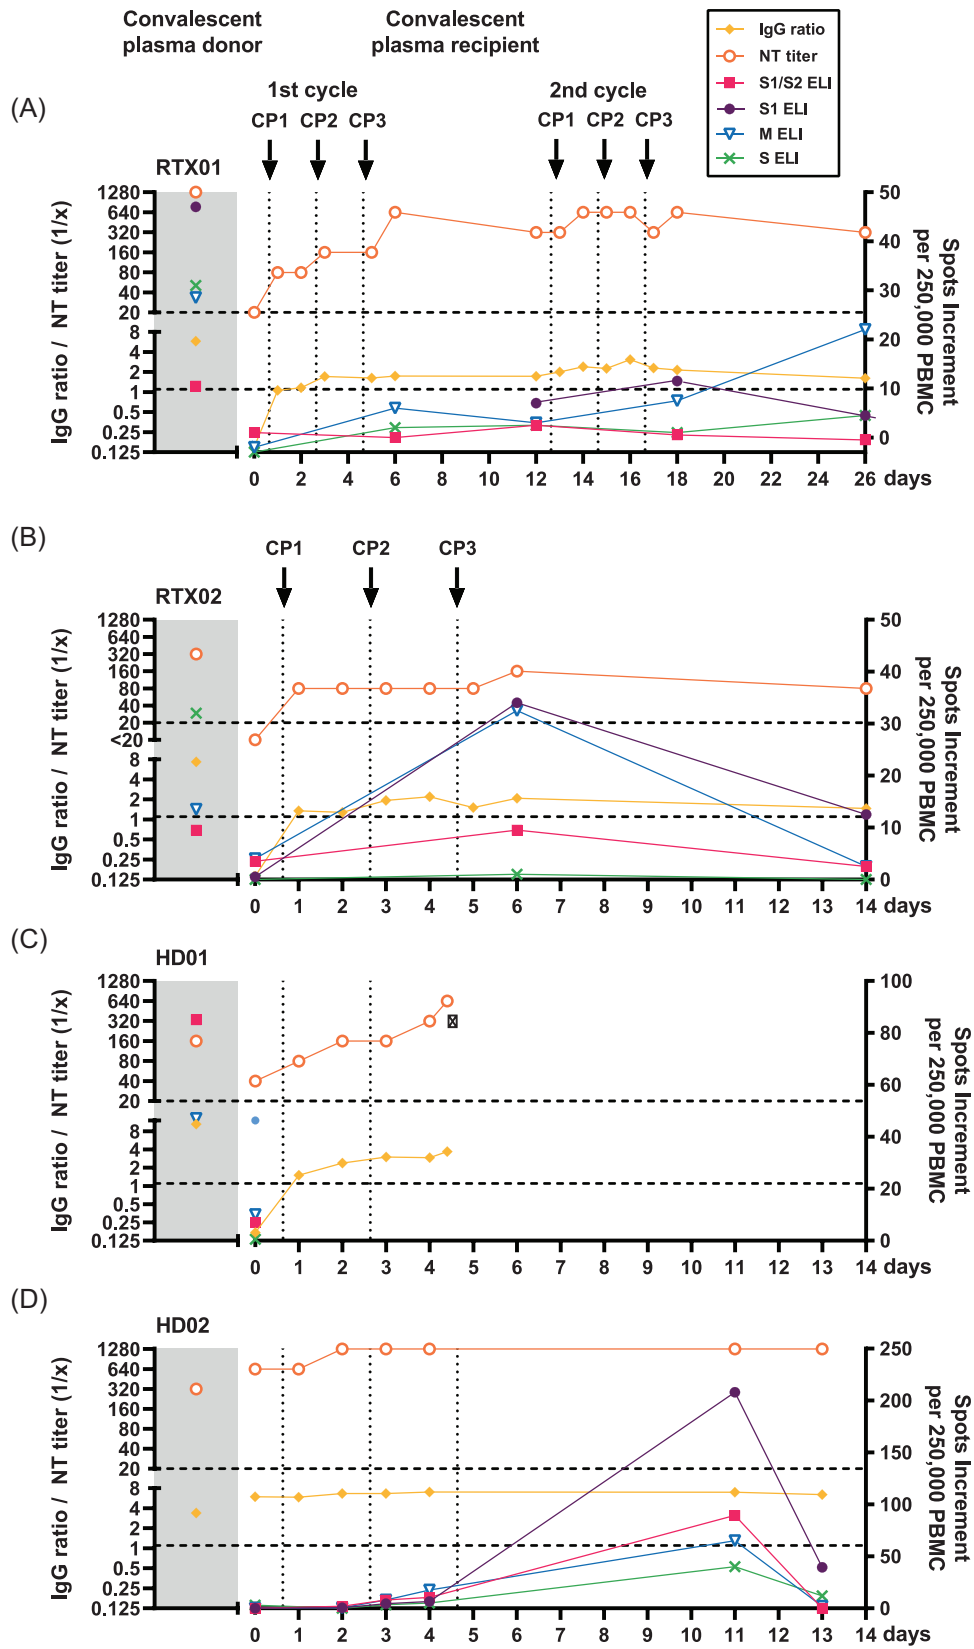 Convalescent
plasma donor
Convalescent
plasma recipient
IgG ratio
NT titer
S1/S2 ELI
S1 ELI
M ELI
S ELI
(A)
1st cycle
2nd cycle
CP1 CP2 CP3 CP1 CP2 CP3
RTX01
IgG ratio / NT titer (1/x)
1280
640
320
160
80
40
20
8
4
2
1
0.5
0.25
0.125
50
40
30
20
10
0
Spots Increment
per 250,000 PBMC
0 2 4 6 8 10 12 14 16 18 20 22 24 26 days
(B)
CP1 CP2 CP3
RTX02
IgG ratio / NT titer (1/x)
1280
640
320
160
80
20
<20
8
4
2
1
0.5
0.25
0.125
50
40
30
20
10
0
Spots Increment
per 250,000 PBMC
0 1 2 3 4 5 6 7 8 9 10 11 12 13 14 days
(C)
HD01
IgG ratio / NT titer (1/x)
1280
640
320
160
80
40
20
8
4
2
1
0.5
0.25
0.125
100
80
60
40
20
0
Spots Increment
per 250,000 PBMC
0 1 2 3 4 5 6 7 8 9 10 11 12 13 14 days
(D)
HD02
IgG ratio / NT titer (1/x)
1280
640
320
160
80
40
20
8
4
2
1
0.5
0.25
0.125
250
200
150
100
50
0
Spots Increment
per 250,000 PBMC
0 1 2 3 4 5 6 7 8 9 10 11 12 13 14 days